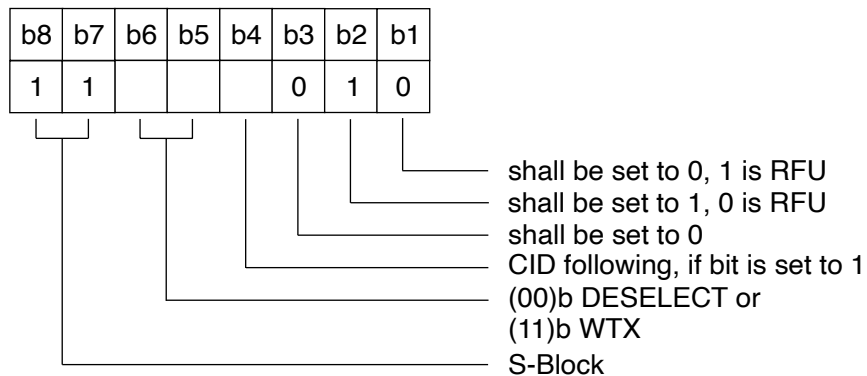 b8 b7 b6 b5 b4 b3 b2 b1
1 1 0 1 0
shall be set to 0, 1 is RFU
shall be set to 1, 0 is RFU
shall be set to 0
CID following, if bit is set to 1
(00)b DESELECT or
(11)b WTX
S-Block